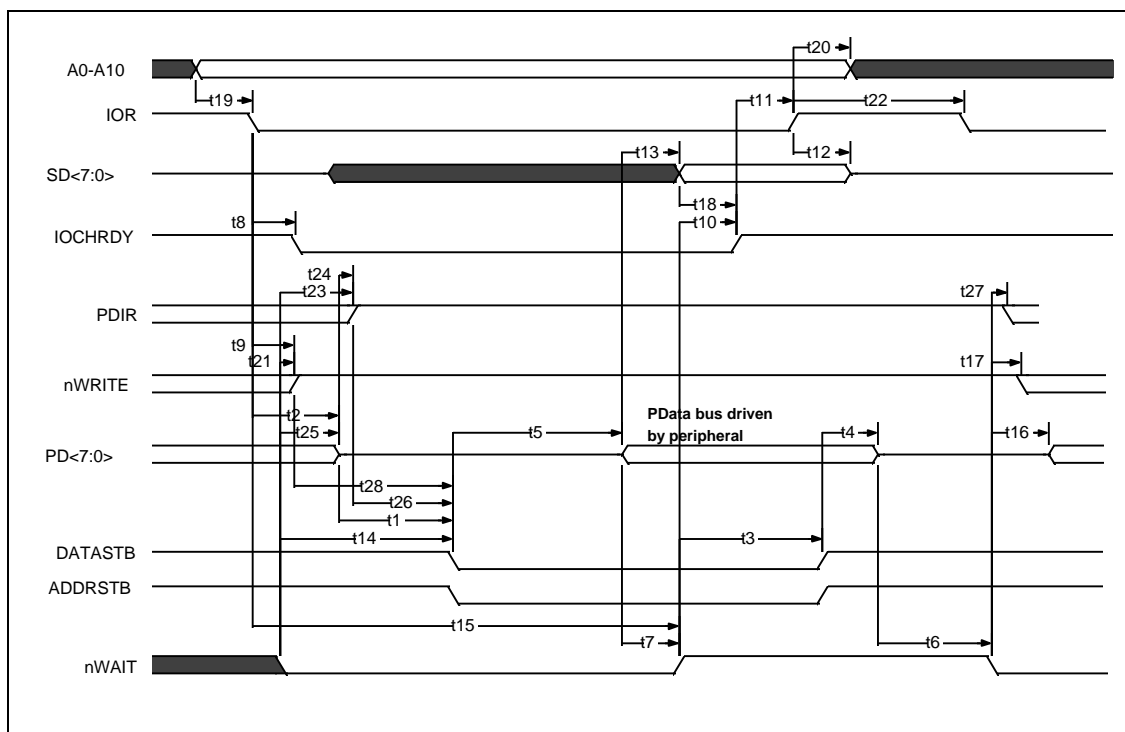 t20
A0-A10
t19
t11
t22
IOR
t13
t12
SD<7:0>
t18
t8
t10
IOCHRDY
t24
t23
t27
PDIR
t9
t21
t17
nWRITE
PData bus driven
by peripheral
t2
t25
t5
t4
t16
PD<7:0>
t28
t26
t1
t14
t3
DATASTB
ADDRSTB
t15
t7
t6
nWAIT